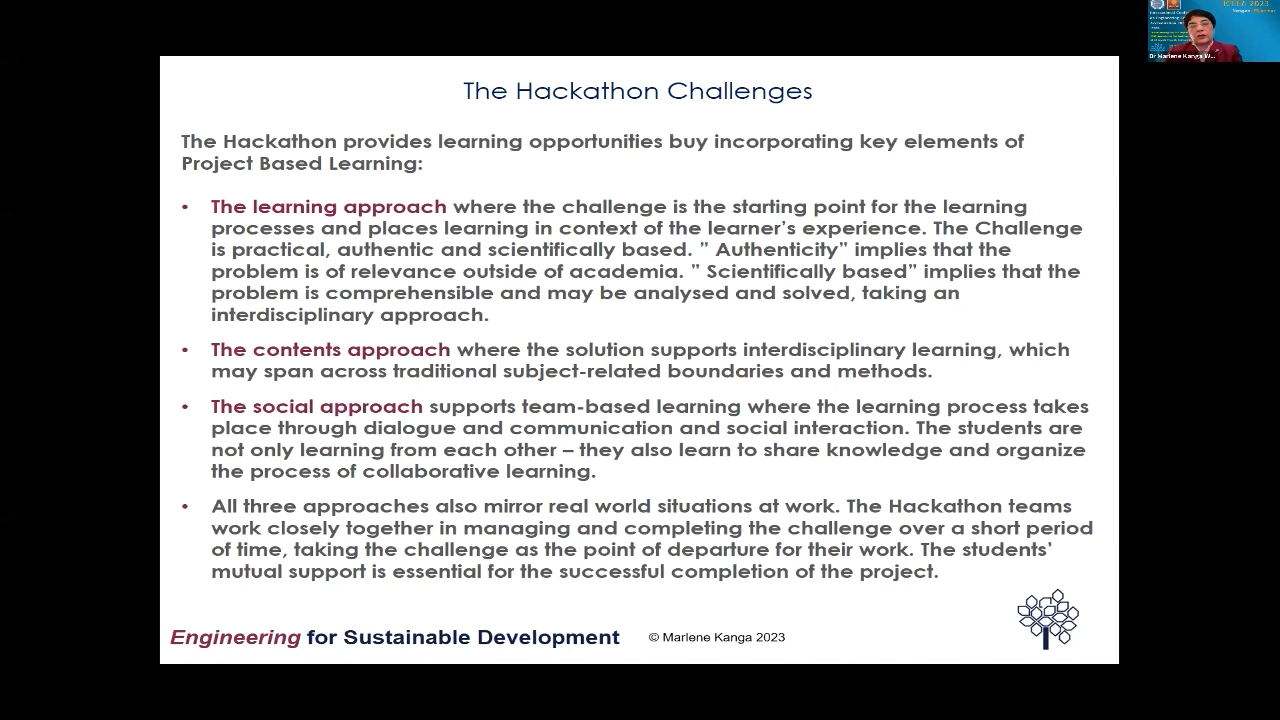 ICEEA 2023
International Conf
on Engineering
Accreditation
Dr Marlene Kanga W...
The Hackathon Challenges
The Hackathon provides learning opportunities buy incorporating key elements of
Project Based Learning:
• The learning approach where the challenge is the starting point for the learning
processes and places learning in context of the learner’s experience. The Challenge
is practical, authentic and scientifically based. ” Authenticity” implies that the
problem is of relevance outside of academia. ” Scientifically based” implies that the
problem is comprehensible and may be analysed and solved, taking an
interdisciplinary approach.
• The contents approach where the solution supports interdisciplinary learning, which
may span across traditional subject-related boundaries and methods.
• The social approach supports team-based learning where the learning process takes
place through dialogue and communication and social interaction. The students are
not only learning from each other – they also learn to share knowledge and organize
the process of collaborative learning.
• All three approaches also mirror real world situations at work. The Hackathon teams
work closely together in managing and completing the challenge over a short period
of time, taking the challenge as the point of departure for their work. The students’
mutual support is essential for the successful completion of the project.
Engineering for Sustainable Development
© Marlene Kanga 2023